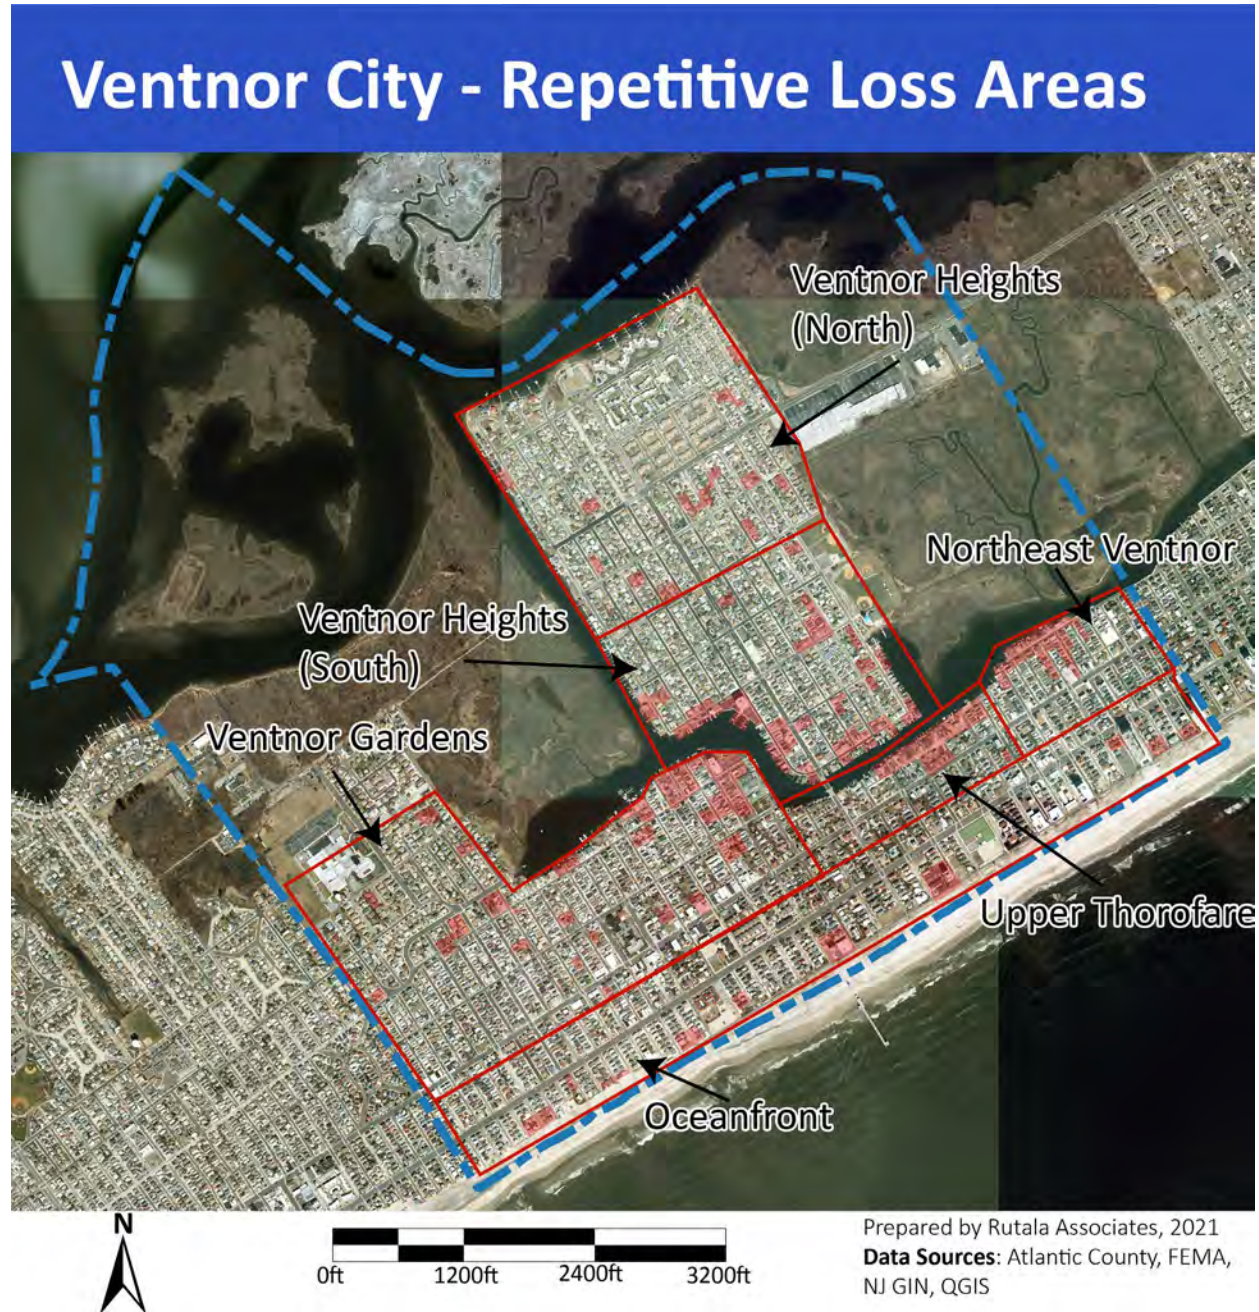 Ventnor City - Repetitive Loss Areas
Ventnor Heights
(North)
Northeast Ventnor
Ventnor Heights
(South)
Ventnor Gardens
Upper Thorofare
Oceanfront
N
0ft 1200ft 2400ft 3200ft
Prepared by Rutala Associates, 2021
Data Sources: Atlantic County, FEMA,
NJ GIN, QGIS